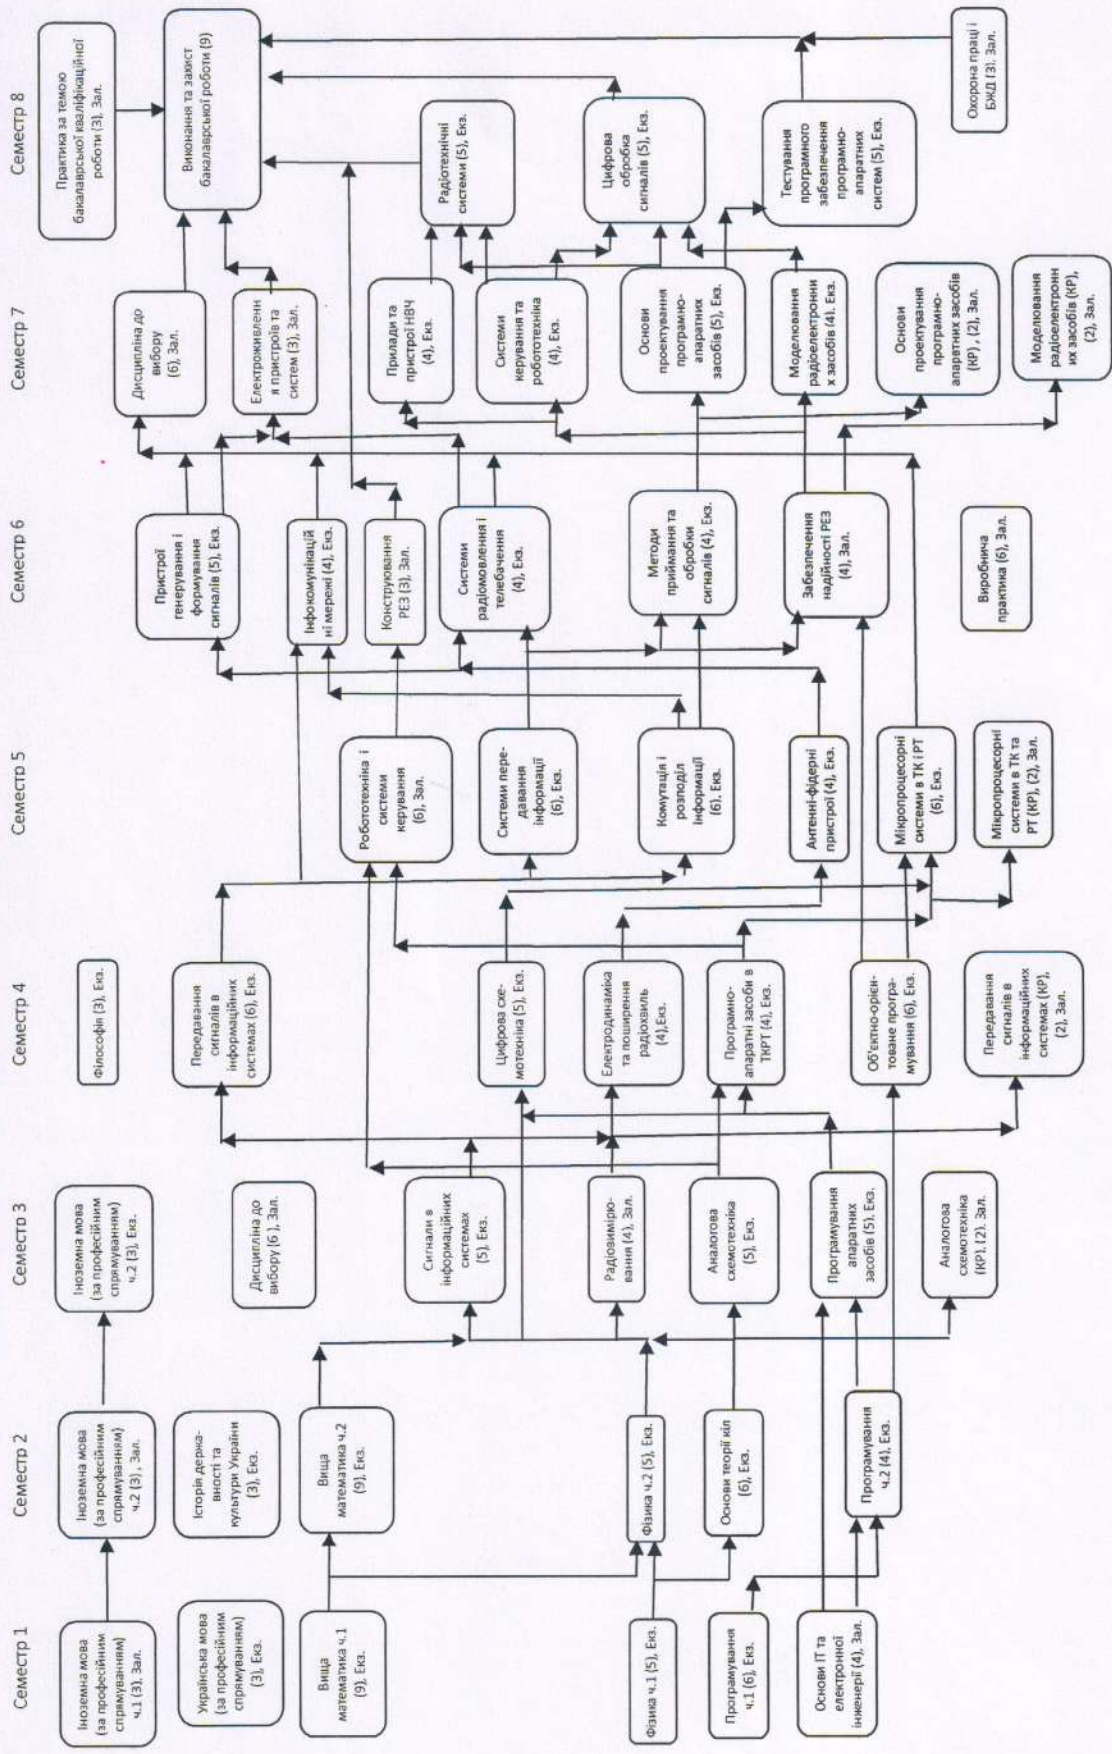 Семестр 1
Іноземна мова
(за професійним
спрямуванням)
ч.1 (3), Зал.
Українська мова
(за професійним
спрямуванням)
(3), Екз.
Вища
математика ч.1
(9), Екз.
Фізика ч.1 (5), Екз.
Програмування
ч.1 (6), Екз.
Основи ІТ та
електронної
інженерії (4), Зал.
Семестр 2
Іноземна мова
(за професійним
спрямуванням)
ч.2 (3) , Зал.
Історія держа-
вності та
культури України
(3), Екз.
Вища
математика ч.2
(9), Екз.
Фізика ч.2 (5), Екз.
Основи теорії кіл
(6), Екз.
Програмування
ч.2 (4), Екз.
Семестр 3
Іноземна мова
(за професійним
спрямуванням)
ч.2 (3), Екз.
Дисципліна до
вибору (6 ), Зал.
Сигнали в
інформаційних
системах
(5), Екз.
Радіовимірю-
вання (4), Зал.
Аналогова
схемотехніка
(5), Екз.
Програмування
апаратних
засобів (5), Екз.
Аналогова
схемотехніка
(КР), (2), Зал.
Семестр 4
Філософія (3), Екз.
Передавання
сигналів в
інформаційних
системах (6), Екз.
Цифрова схе-
мотехніка (5), Екз.
Електродинаміка
та поширення
радіохвиль
(4),Екз.
Програмно-
апаратні засоби в
ТКРТ (4), Екз.
Об'єктно-орієн-
товане програ-
мування (6), Екз.
Передавання
сигналів в
інформаційних
системах (КР),
(2), Зал.
Семестр 5
Робототехніка і
системи
керування
(6), Зал.
Системи пере-
давання
інформації
(6), Екз.
Комутація і
розподіл
інформації
(6), Екз.
Антенні-фідерні
пристрої (4), Екз.
Мікропроцесорні
системи в ТК і РТ
(6), Екз.
Мікропроцесорні
системи в ТК та
РТ (КР), (2), Зал.
Семестр 6
Пристрої
генерування і
формування
сигналів (5), Екз.
Інфокомунікацій
ні мережі (4), Екз.
Конструювання
РЕЗ (3), Зал.
Системи
радіомовлення і
телебачення
(4), Екз.
Методи
приймання та
обробки
сигналів (4), Екз.
Забезпечення
надійності РЕЗ
(4), Зал.
Виробнича
практика (6), Зал.
Семестр 7
Дисципліна до
вибору
(6), Зал.
Електроживленн
я пристроїв та
систем (3), Зал.
Прилади та
пристрої НВЧ
(4), Екз.
Системи
керування та
робототехніка
(4), Екз.
Основи
проектування
програмно-
апаратних
засобів (5), Екз.
Моделювання
радіоелектронни
х засобів (4). Екз.
Основи
проектування
програмно-
апарвтних засобів
(КР) , (2), Зал.
Моделювання
радіоелектронн
их засобів (КР),
(2), Зал.
Семестр 8
Практика за темою
бакалаврської кваліфікаційної
роботи (3), Зал.
Виконання та захист
бакалаврської роботи (9)
Радіотехнічні
системи (5), Екз.
Цифрова
обробка
сигналів (5), Екз.
Тестування
програмного
забезпечення
програмно-
апаратних
систем (5), Екз.
Охорона праці і
БЖД (3). Зал.